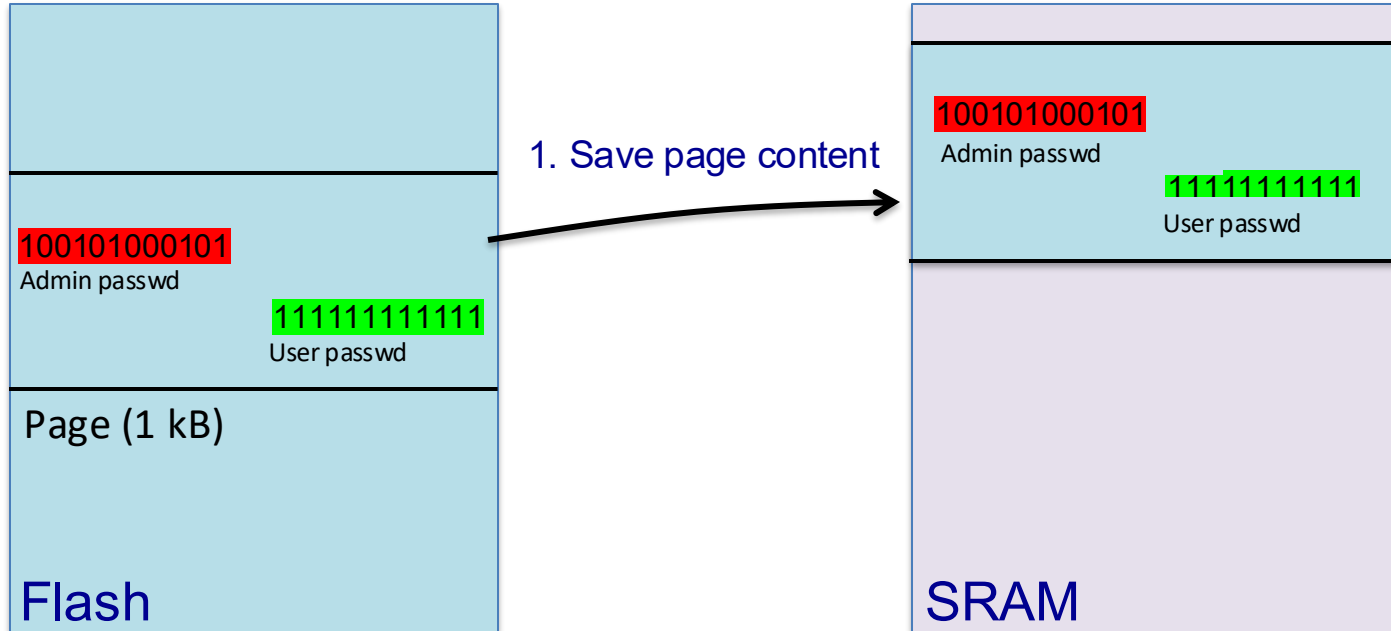 100101000101
Admin passwd
111111111111
User passwd
Page (1 kB)
Flash
1. Save page content
100101000101
Admin passwd
11111111111
User passwd
SRAM